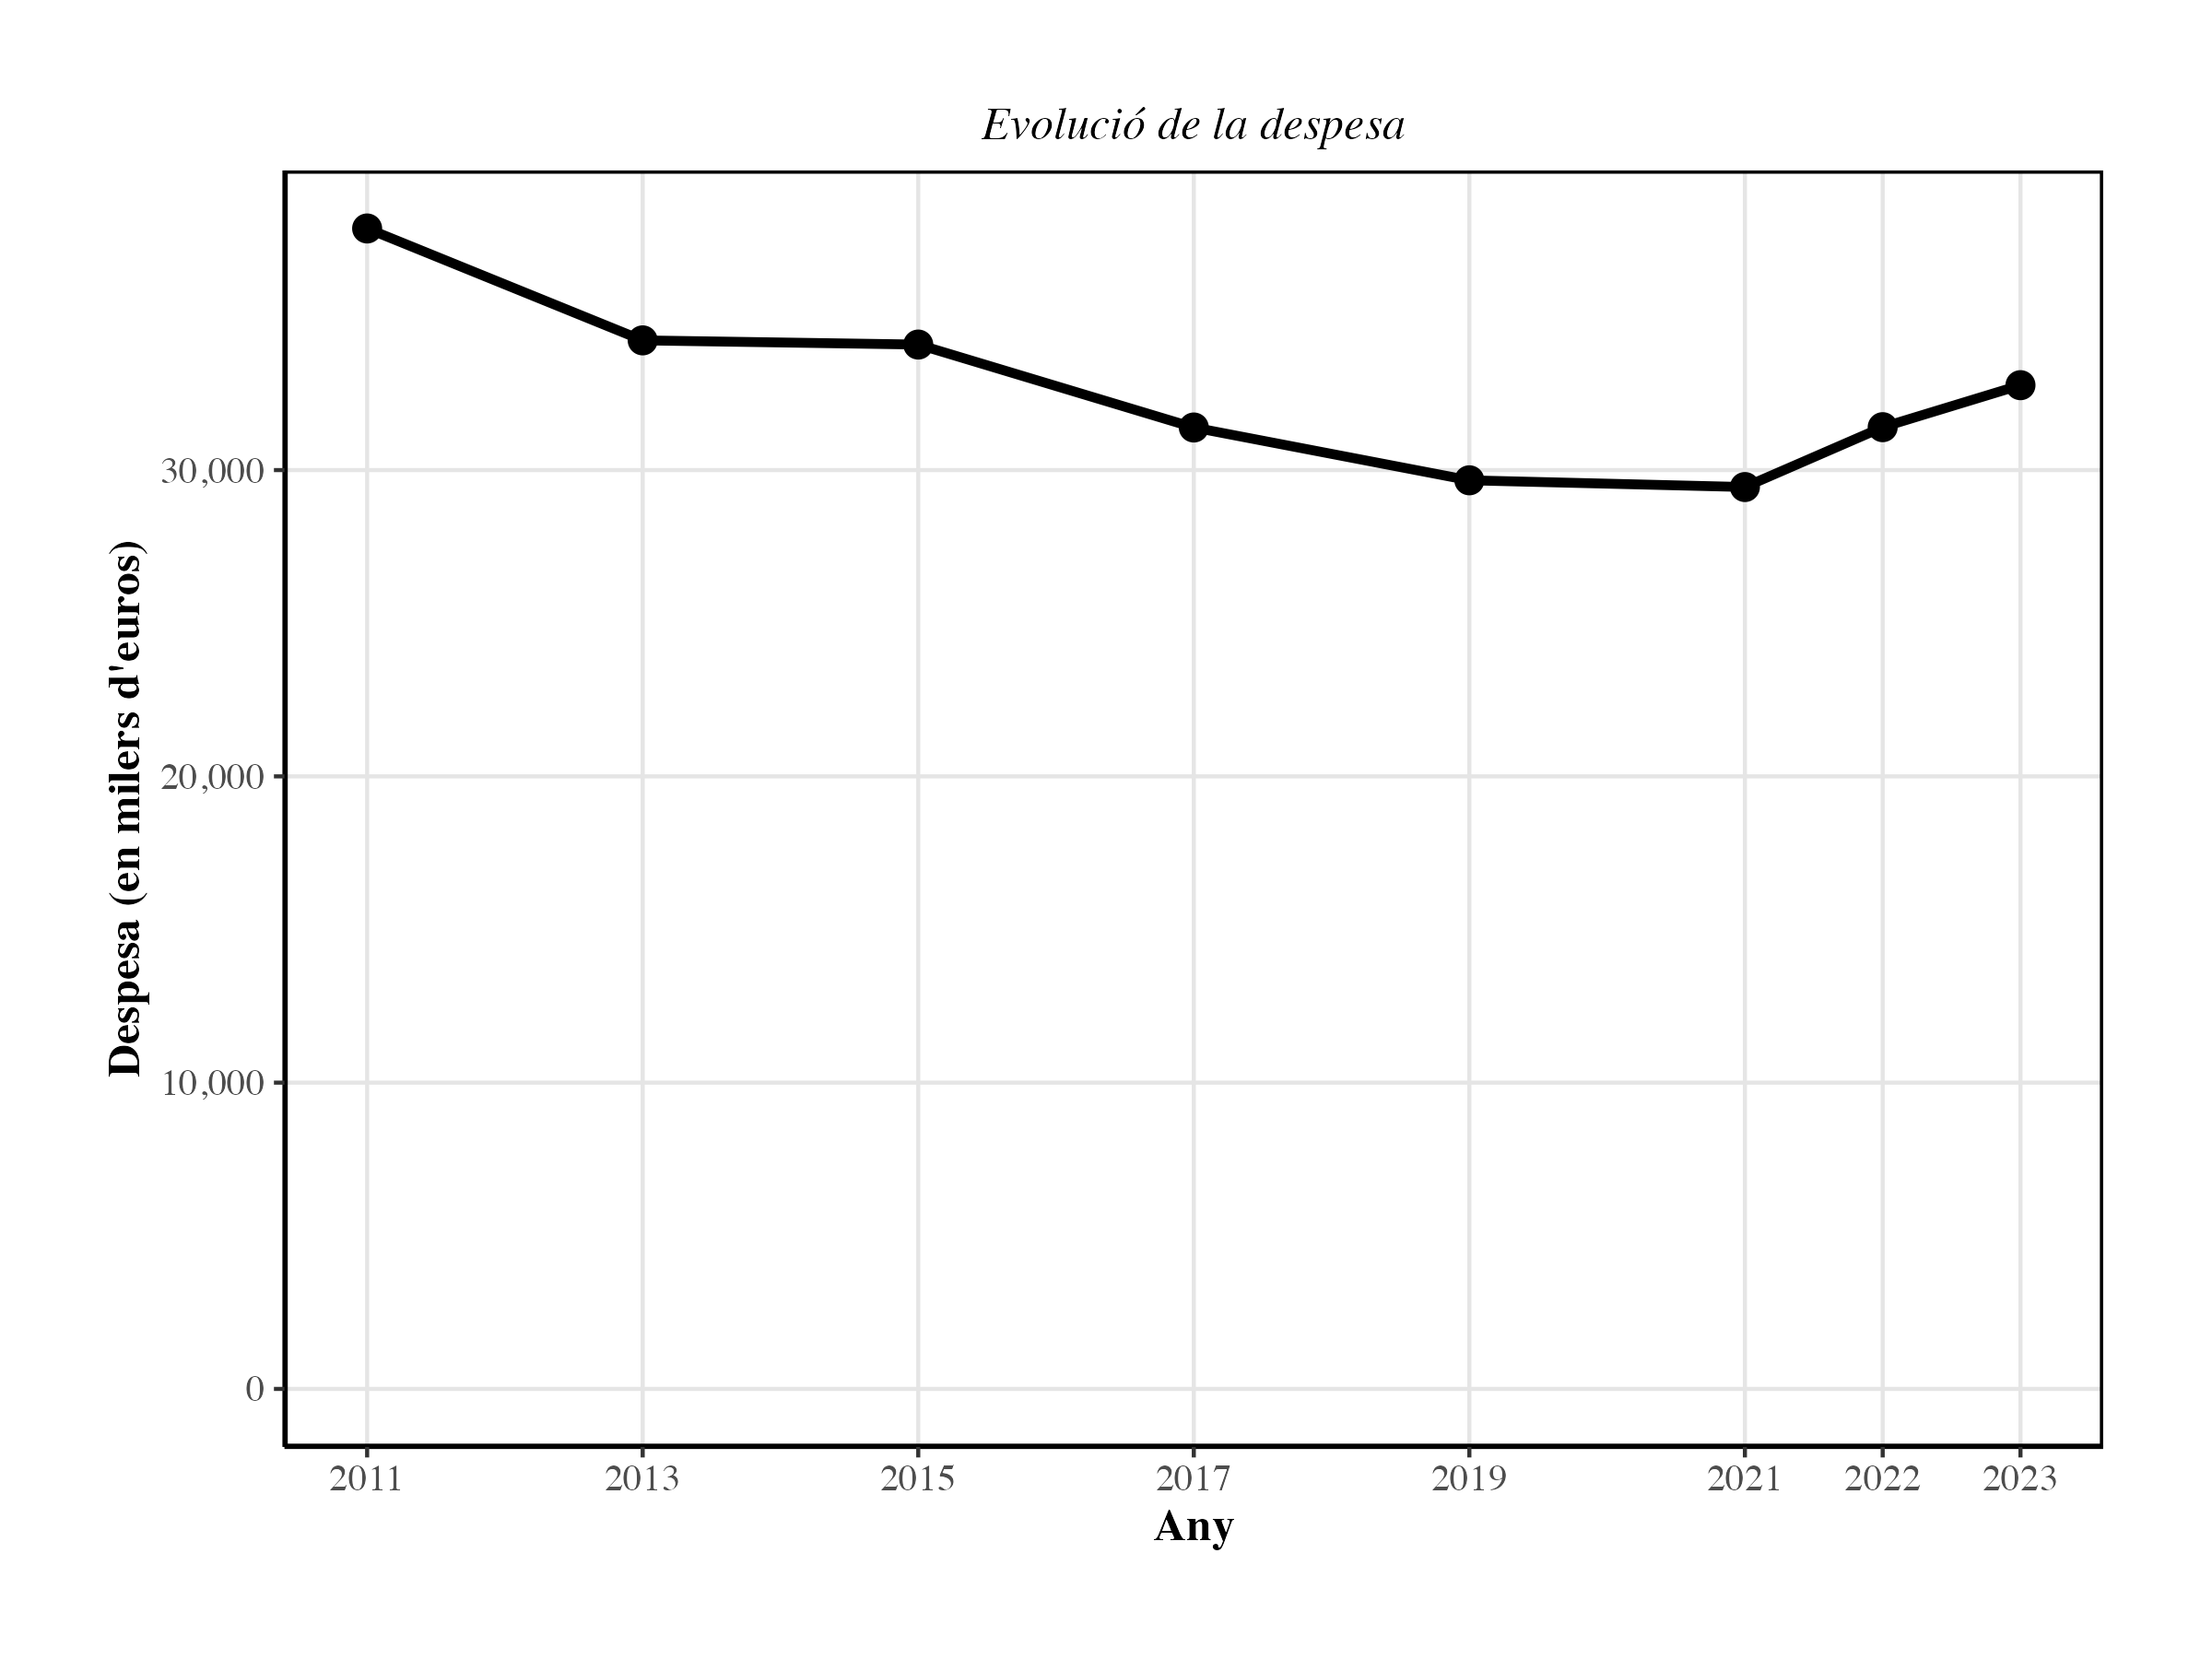 Evolució de la despesa
Despesa (en milers d'euros)
30,000
20,000
10,000
0
2011 2013 2015 2017 2019 2021 2022 2023
Any